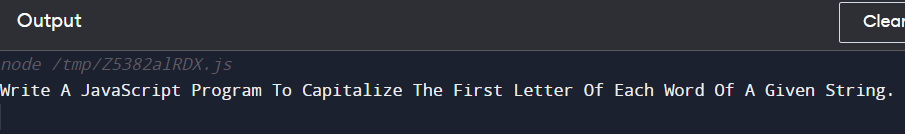 Output
Clear
node /tmp/Z5382alRDX.js
Write A JavaScript Program To Capitalize The First Letter Of Each Word Of A Given String.